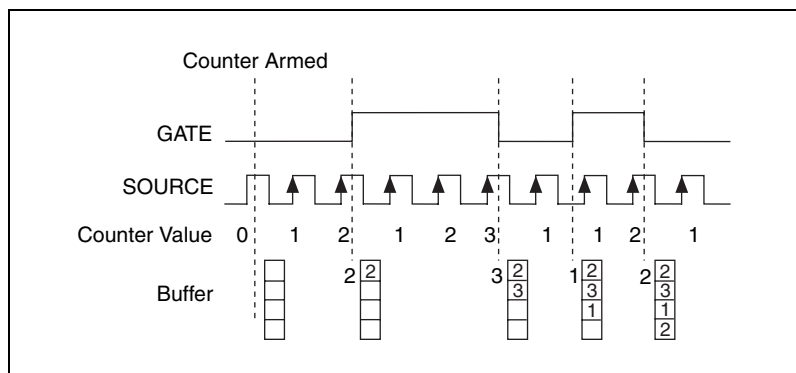 Counter Armed
GATE
SOURCE
Counter Value 0 1 2 1 2 3 1 1 2 1
Buffer
2 2
3 2 3
1 2 3 1
2 2 3 1 2